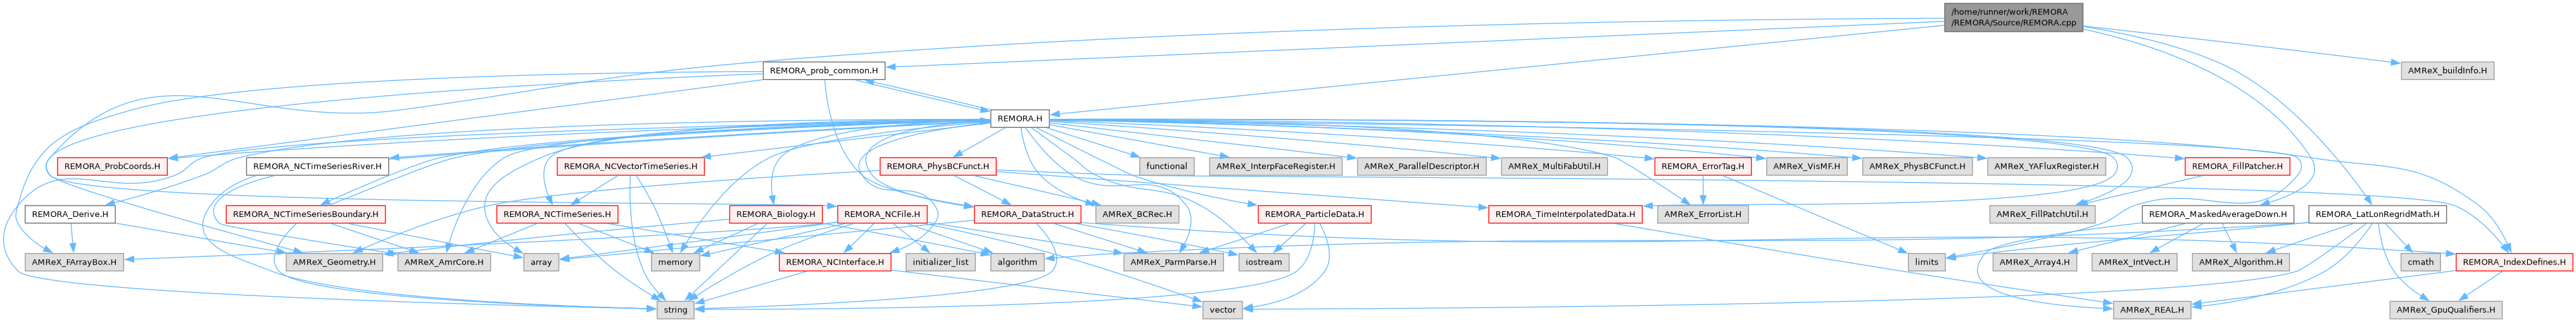 /home/runner/work/REMORA
/REMORA/Source/REMORA.cpp
REMORA_prob_common.H
AMReX_buildInfo.H
REMORA.H
REMORA_ProbCoords.H
REMORA_NCTimeSeriesRiver.H
REMORA_NCVectorTimeSeries.H
REMORA_PhysBCFunct.H
functional
AMReX_InterpFaceRegister.H
AMReX_ParallelDescriptor.H
AMReX_MultiFabUtil.H
REMORA_ErrorTag.H
AMReX_VisMF.H
AMReX_PhysBCFunct.H
AMReX_YAFluxRegister.H
REMORA_FillPatcher.H
REMORA_Derive.H
REMORA_NCTimeSeriesBoundary.H
REMORA_NCTimeSeries.H
REMORA_Biology.H
REMORA_NCFile.H
REMORA_DataStruct.H
AMReX_BCRec.H
REMORA_ParticleData.H
REMORA_TimeInterpolatedData.H
AMReX_ErrorList.H
AMReX_FillPatchUtil.H
REMORA_MaskedAverageDown.H
REMORA_LatLonRegridMath.H
AMReX_FArrayBox.H
AMReX_Geometry.H
AMReX_AmrCore.H
array
memory
REMORA_NCInterface.H
initializer_list
algorithm
AMReX_ParmParse.H
iostream
limits
AMReX_Array4.H
AMReX_IntVect.H
AMReX_Algorithm.H
cmath
REMORA_IndexDefines.H
string
vector
AMReX_REAL.H
AMReX_GpuQualifiers.H